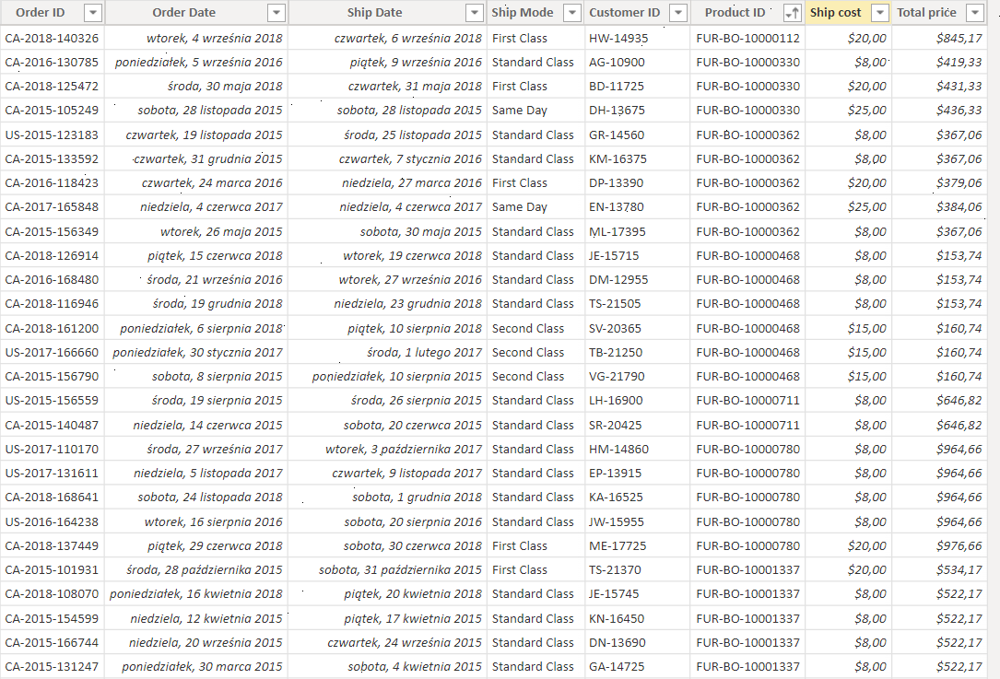 Order ID Order Date Ship Date Ship Mode Customer ID Product ID Ship cost Total price
CA-2018-140326 wtorek, 4 września 2018 czwartek, 6 września 2018 First Class HW-14935 FUR-BO-10000112 $20,00 $845,17
CA-2016-130785 poniedziałek, 5 września 2016 piątek, 9 września 2016 Standard Class AG-10900 FUR-BO-10000330 $8,00 $419,33
CA-2018-125472 środa, 30 maja 2018 czwartek, 31 maja 2018 First Class BD-11725 FUR-BO-10000330 $20,00 $431,33
CA-2015-105249 sobota, 28 listopada 2015 sobota, 28 listopada 2015 Same Day DH-13675 FUR-BO-10000330 $25,00 $436,33
US-2015-123183 czwartek, 19 listopada 2015 środa, 25 listopada 2015 Standard Class GR-14560 FUR-BO-10000362 $8,00 $367,06
CA-2015-133592 czwartek, 31 grudnia 2015 czwartek, 7 stycznia 2016 Standard Class KM-16375 FUR-BO-10000362 $8,00 $367,06
CA-2016-118423 czwartek, 24 marca 2016 niedziela, 27 marca 2016 First Class DP-13390 FUR-BO-10000362 $20,00 $379,06
CA-2017-165848 niedziela, 4 czerwca 2017 niedziela, 4 czerwca 2017 Same Day EN-13780 FUR-BO-10000362 $25,00 $384,06
CA-2015-156349 wtorek, 26 maja 2015 sobota, 30 maja 2015 Standard Class ML-17395 FUR-BO-10000362 $8,00 $367,06
CA-2018-126914 piątek, 15 czerwca 2018 wtorek, 19 czerwca 2018 Standard Class JE-15715 FUR-BO-10000468 $8,00 $153,74
CA-2016-168480 środa, 21 września 2016 wtorek, 27 września 2016 Standard Class DM-12955 FUR-BO-10000468 $8,00 $153,74
CA-2018-116946 środa, 19 grudnia 2018 niedziela, 23 grudnia 2018 Standard Class TS-21505 FUR-BO-10000468 $8,00 $153,74
CA-2018-161200 poniedziałek, 6 sierpnia 2018 piątek, 10 sierpnia 2018 Second Class SV-20365 FUR-BO-10000468 $15,00 $160,74
US-2017-166660 poniedziałek, 30 stycznia 2017 środa, 1 lutego 2017 Second Class TB-21250 FUR-BO-10000468 $15,00 $160,74
CA-2015-156790 sobota, 8 sierpnia 2015 poniedziałek, 10 sierpnia 2015 Second Class VG-21790 FUR-BO-10000468 $15,00 $160,74
US-2015-156559 środa, 19 sierpnia 2015 środa, 26 sierpnia 2015 Standard Class LH-16900 FUR-BO-10000711 $8,00 $646,82
CA-2015-140487 niedziela, 14 czerwca 2015 sobota, 20 czerwca 2015 Standard Class SR-20425 FUR-BO-10000711 $8,00 $646,82
US-2017-110170 środa, 27 września 2017 wtorek, 3 października 2017 Standard Class HM-14860 FUR-BO-10000780 $8,00 $964,66
US-2017-131611 niedziela, 5 listopada 2017 czwartek, 9 listopada 2017 Standard Class EP-13915 FUR-BO-10000780 $8,00 $964,66
CA-2018-168641 sobota, 24 listopada 2018 sobota, 1 grudnia 2018 Standard Class KA-16525 FUR-BO-10000780 $8,00 $964,66
US-2016-164238 wtorek, 16 sierpnia 2016 sobota, 20 sierpnia 2016 Standard Class JW-15955 FUR-BO-10000780 $8,00 $964,66
CA-2018-137449 piątek, 29 czerwca 2018 sobota, 30 czerwca 2018 First Class ME-17725 FUR-BO-10000780 $20,00 $976,66
CA-2015-101931 środa, 28 października 2015 sobota, 31 października 2015 First Class TS-21370 FUR-BO-10001337 $20,00 $534,17
CA-2018-108070 poniedziałek, 16 kwietnia 2018 piątek, 20 kwietnia 2018 Standard Class JE-15745 FUR-BO-10001337 $8,00 $522,17
CA-2015-154599 niedziela, 12 kwietnia 2015 piątek, 17 kwietnia 2015 Standard Class KN-16450 FUR-BO-10001337 $8,00 $522,17
CA-2015-166744 niedziela, 20 września 2015 czwartek, 24 września 2015 Standard Class DN-13690 FUR-BO-10001337 $8,00 $522,17
CA-2015-131247 poniedziałek, 30 marca 2015 sobota, 4 kwietnia 2015 Standard Class GA-14725 FUR-BO-10001337 $8,00 $522,17